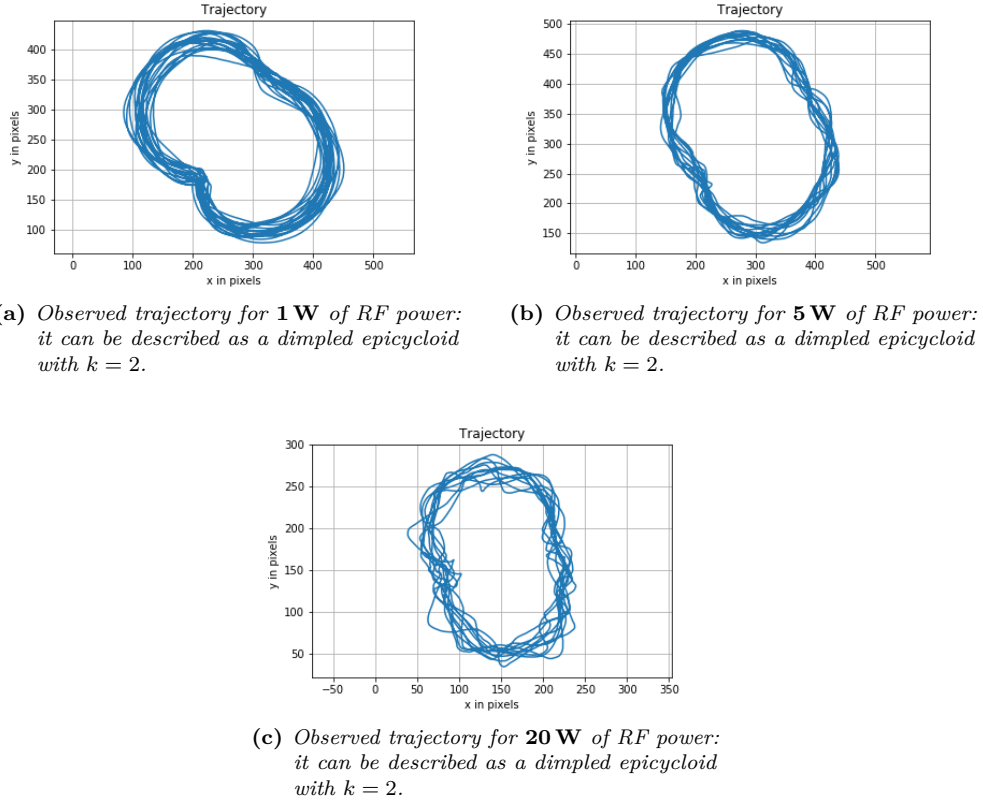 Trajectory
Trajectory
y in pixels
400
350
300
250
200
150
100
0 100 200 300 400 500
x in pixels
y in pixels
500
450
400
350
300
250
200
150
0 100 200 300 400 500
x in pixels
a) Observed trajectory for 1 W of RF power:
it can be described as a dimpled epicycloid
with k = 2.
(b) Observed trajectory for 5 W of RF power:
it can be described as a dimpled epicycloid
with k = 2.
Trajectory
y in pixels
300
250
200
150
100
50
−50 0 50 100 150 200 250 300 350
x in pixels
(c) Observed trajectory for 20 W of RF power:
it can be described as a dimpled epicycloid
with k = 2.